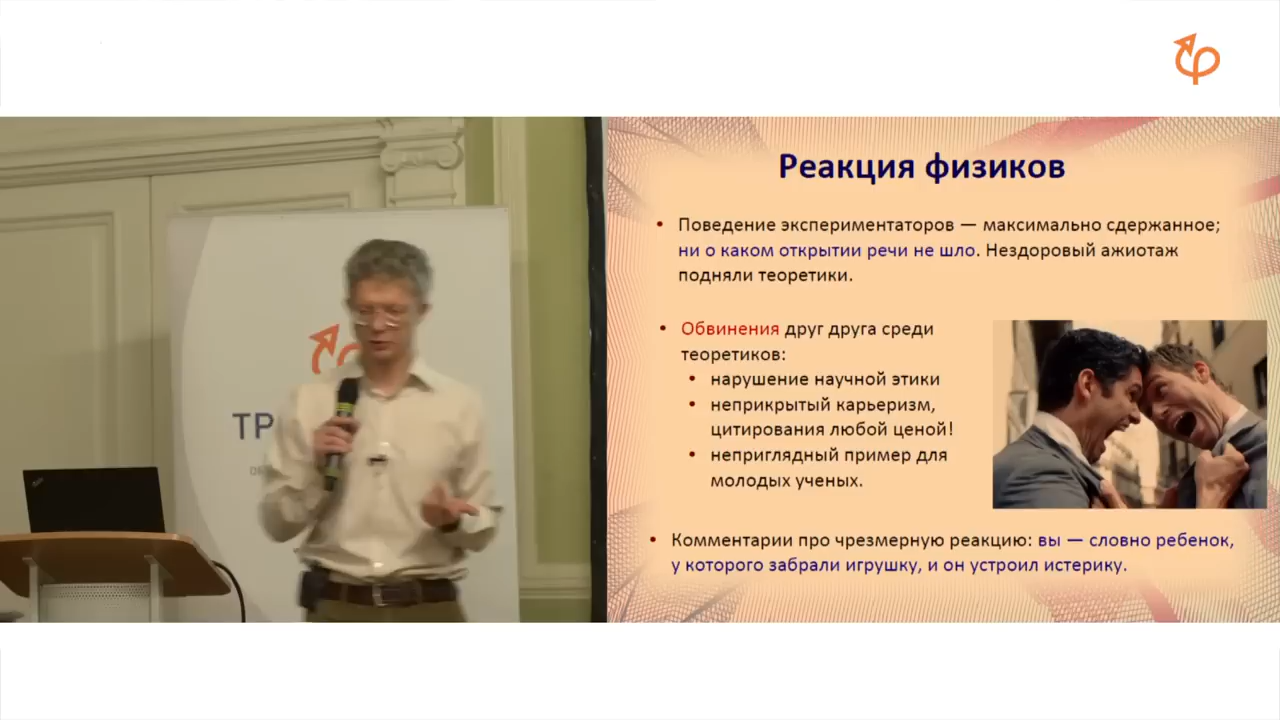 Реакция физиков
• Поведение экспериментаторов — максимально сдержанное;
ни о каком открытии речи не шло. Нездоровый ажиотаж
подняли теоретики.
• Обвинения друг друга среди
теоретиков:
• нарушение научной этики
• неприкрытый карьеризм,
цитирования любой ценой!
• неприглядный пример для
молодых ученых.
• Комментарии про чрезмерную реакцию: вы — словно ребенок,
у которого забрали игрушку, и он устроил истерику.
ТР